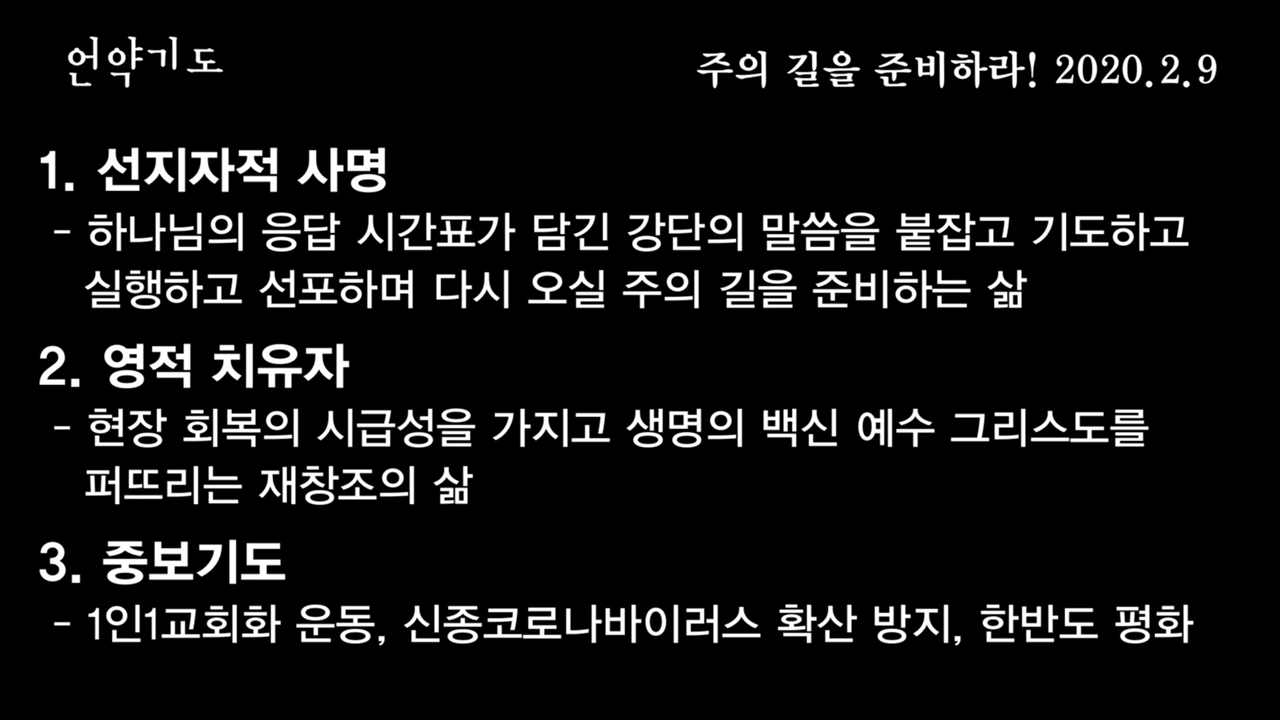 언약기도
주의 길을 준비하라! 2020.2.9
1. 선지자적 사명
- 하나님의 응답 시간표가 담긴 강단의 말씀을 붙잡고 기도하고
실행하고 선포하며 다시 오실 주의 길을 준비하는 삶
2. 영적 치유자
- 현장 회복의 시급성을 가지고 생명의 백신 예수 그리스도를
퍼뜨리는 재창조의 삶
3. 중보기도
- 1인1교회화 운동, 신종코로나바이러스 확산 방지, 한반도 평화